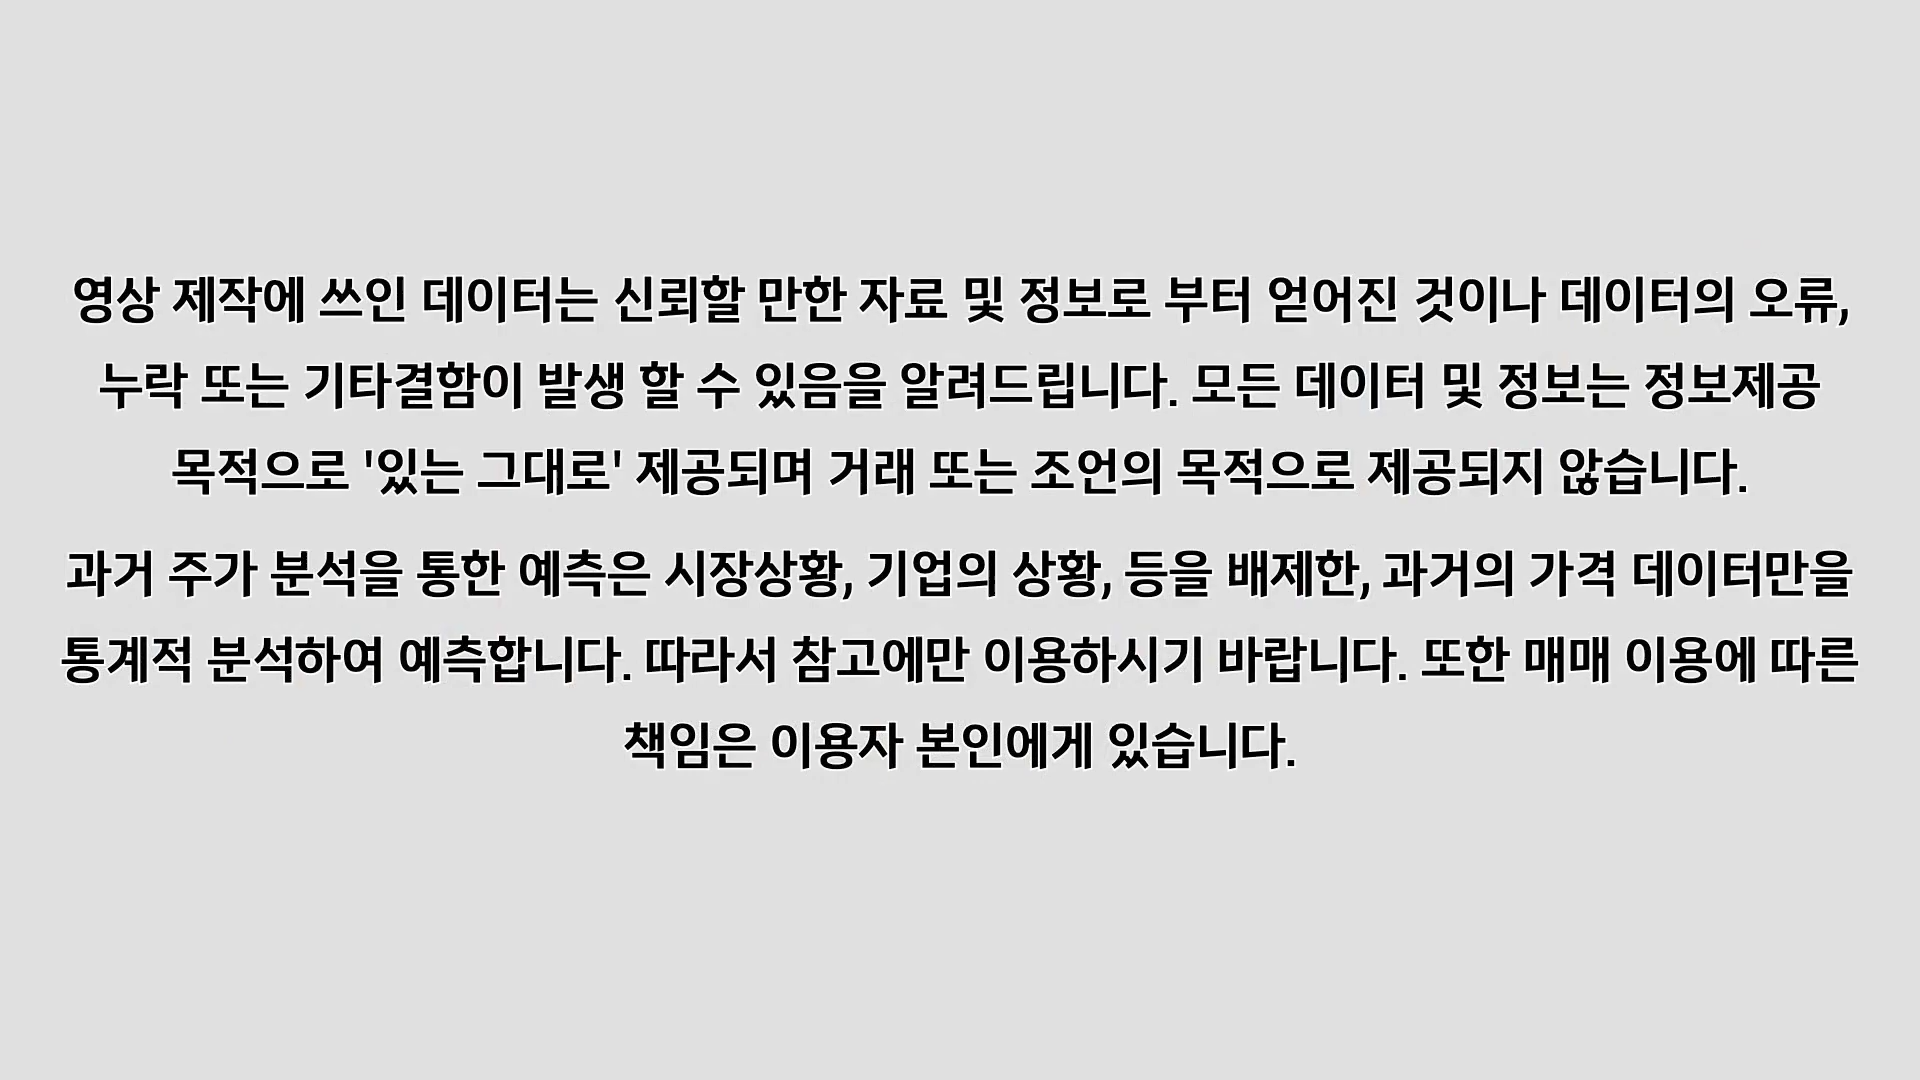 영상 제작에 쓰인 데이터는 신뢰할 만한 자료 및 정보로 부터 얻어진 것이나 데이터의 오류,
누락 또는 기타결함이 발생 할 수 있음을 알려드립니다. 모든 데이터 및 정보는 정보제공
목적으로 '있는 그대로' 제공되며 거래 또는 조언의 목적으로 제공되지 않습니다.
과거 주가 분석을 통한 예측은 시장상황, 기업의 상황, 등을 배제한, 과거의 가격 데이터만을
통계적 분석하여 예측합니다. 따라서 참고에만 이용하시기 바랍니다. 또한 매매 이용에 따른
책임은 이용자 본인에게 있습니다.